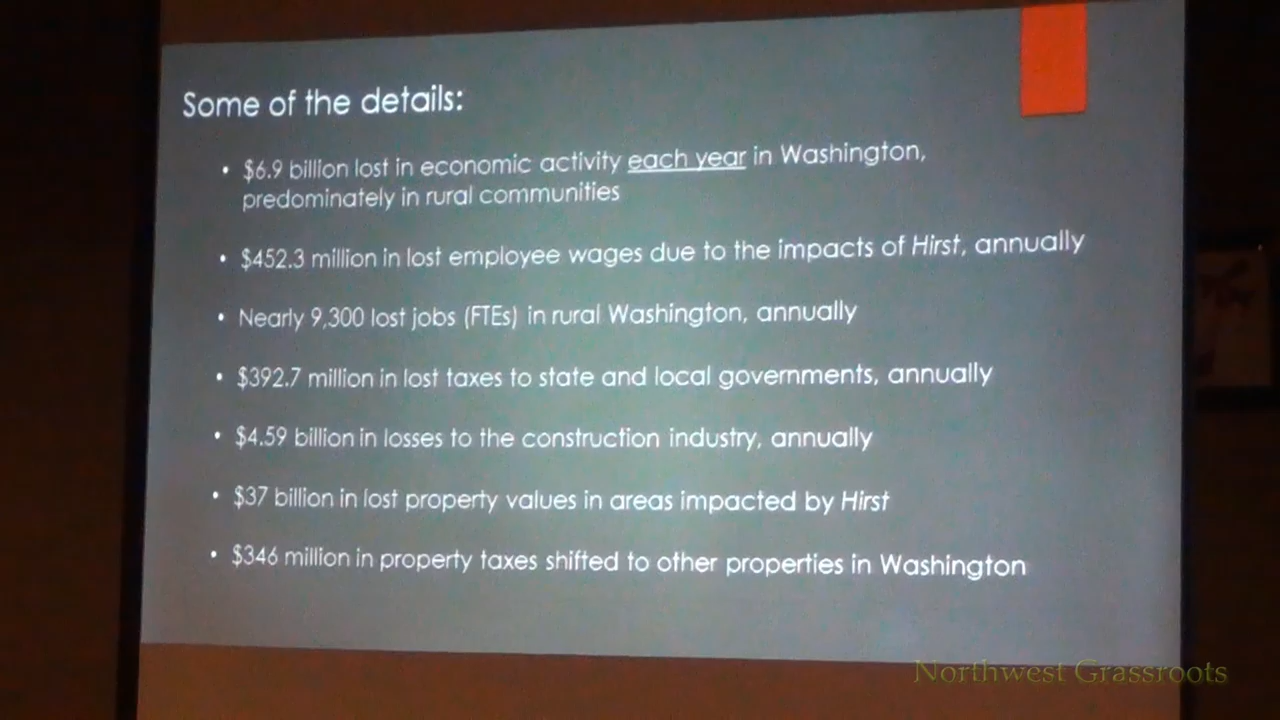 Some of the details:
• $6.9 billion lost in economic activity each year in Washington,
predominately in rural communities
• $452.3 million in lost employee wages due to the impacts of Hirst, annually
• Nearly 9,300 lost jobs (FTEs) in rural Washington, annually
• $392.7 million in lost taxes to state and local governments, annually
• $4.59 billion in losses to the construction industry, annually
• $37 billion in lost property values in areas impacted by Hirst
• $346 million in property taxes shifted to other properties in Washington
Northwest Grassroots